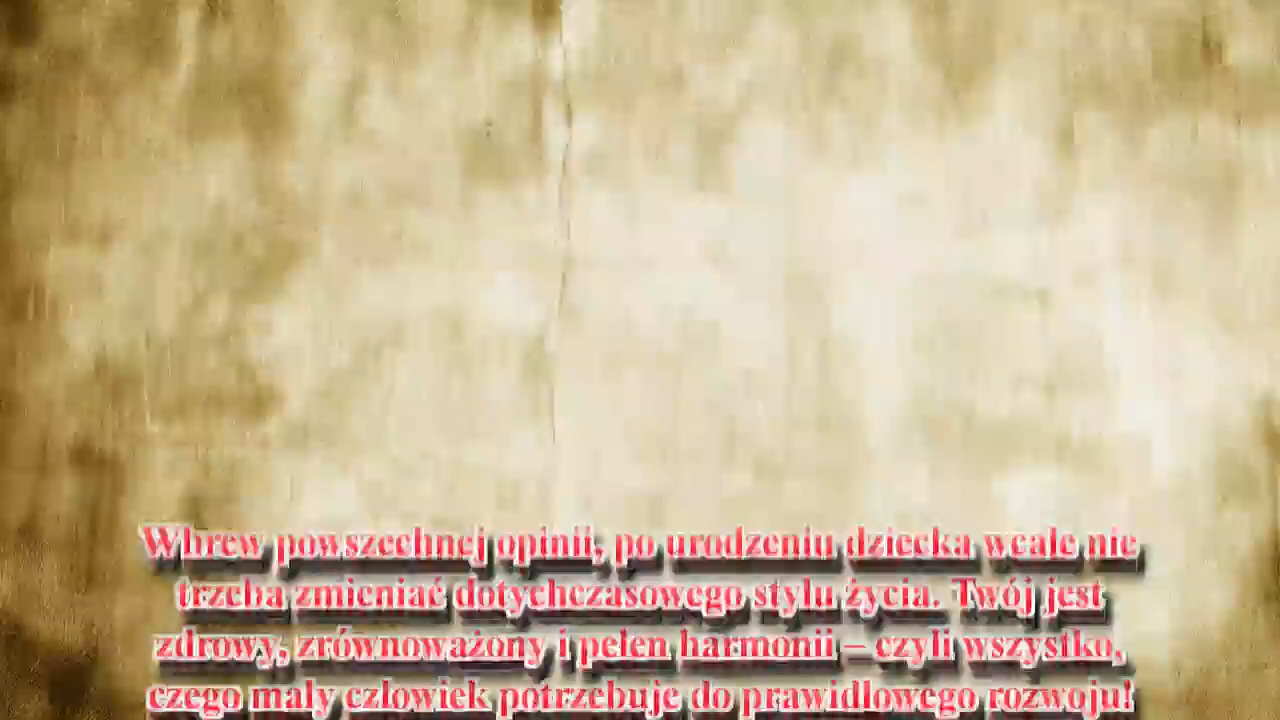 Wbrew powszechnej opinii, po urodzeniu dziecka wcale nie
trzeba zmieniać dotychczasowego stylu życia. Twój jest
zdrowy, zrównoważony i pełen harmonii – czyli wszystko,
czego mały człowiek potrzebuje do prawidłowego rozwoju!